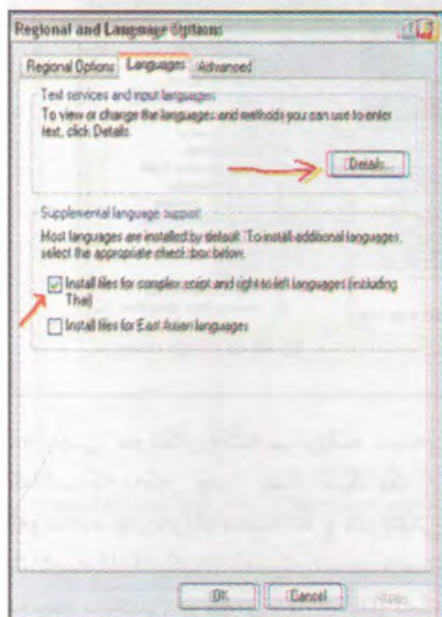 Regional and Language Options
Regional Options Languages Advanced
Text services and input languages
To view or change the languages and methods you can use to enter
text, click Details.
Details...
Supplemental language support
Most languages are installed by default. To install additional languages,
select the appropriate check box below.
Install files for complex script and right-to-left languages (including
Thai)
Install files for East Asian languages
OK Cancel Apply